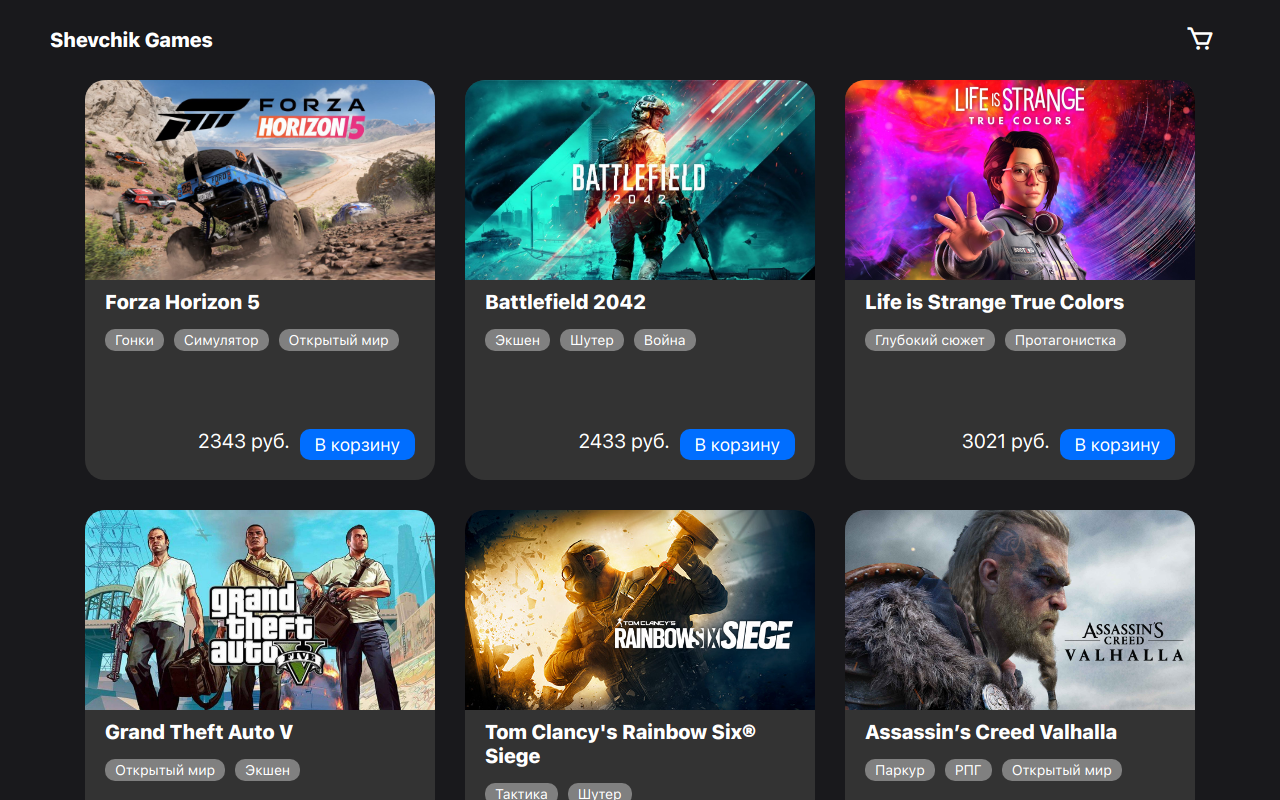 Shevchik Games
FORZA
HORIZON 5
BATTLEFIELD
2042
LIFE IS STRANGE
TRUE COLORS
Forza Horizon 5
Battlefield 2042
Life is Strange True Colors
Гонки Симулятор Открытый мир
Экшен Шутер Война
Глубокий сюжет Протагонистка
2343 руб. В корзину
2433 руб. В корзину
3021 руб. В корзину
grand
theft
auto
FIVE
TOM CLANCY'S
RAINBOWSIX SIEGE
ASSASSIN'S
CREED
VALHALLA
Grand Theft Auto V
Tom Clancy's Rainbow Six®
Siege
Assassin’s Creed Valhalla
Открытый мир Экшен
Тактика Шутер
Паркур РПГ Открытый мир